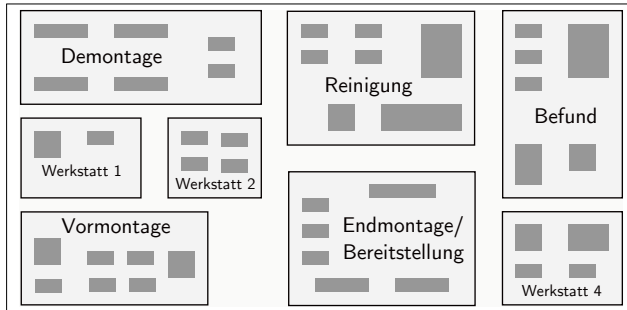 Demontage
Reinigung
Befund
Werkstatt 1
Werkstatt 2
Vormontage
Endmontage/
Bereitstellung
Werkstatt 4